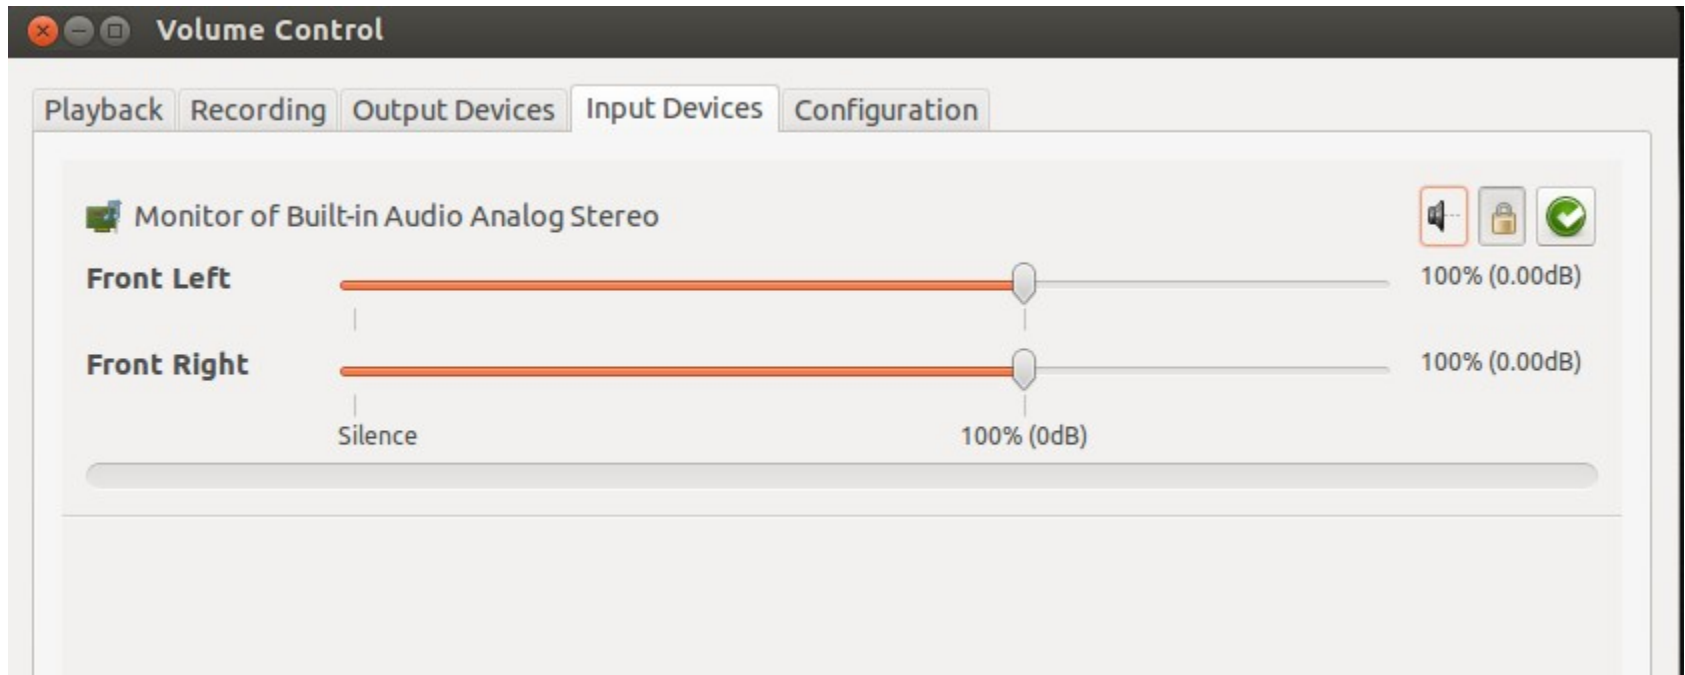 Volume Control
Playback Recording Output Devices Input Devices Configuration
Monitor of Built-in Audio Analog Stereo
Front Left 100% (0.00dB)
Front Right 100% (0.00dB)
Silence 100% (0dB)